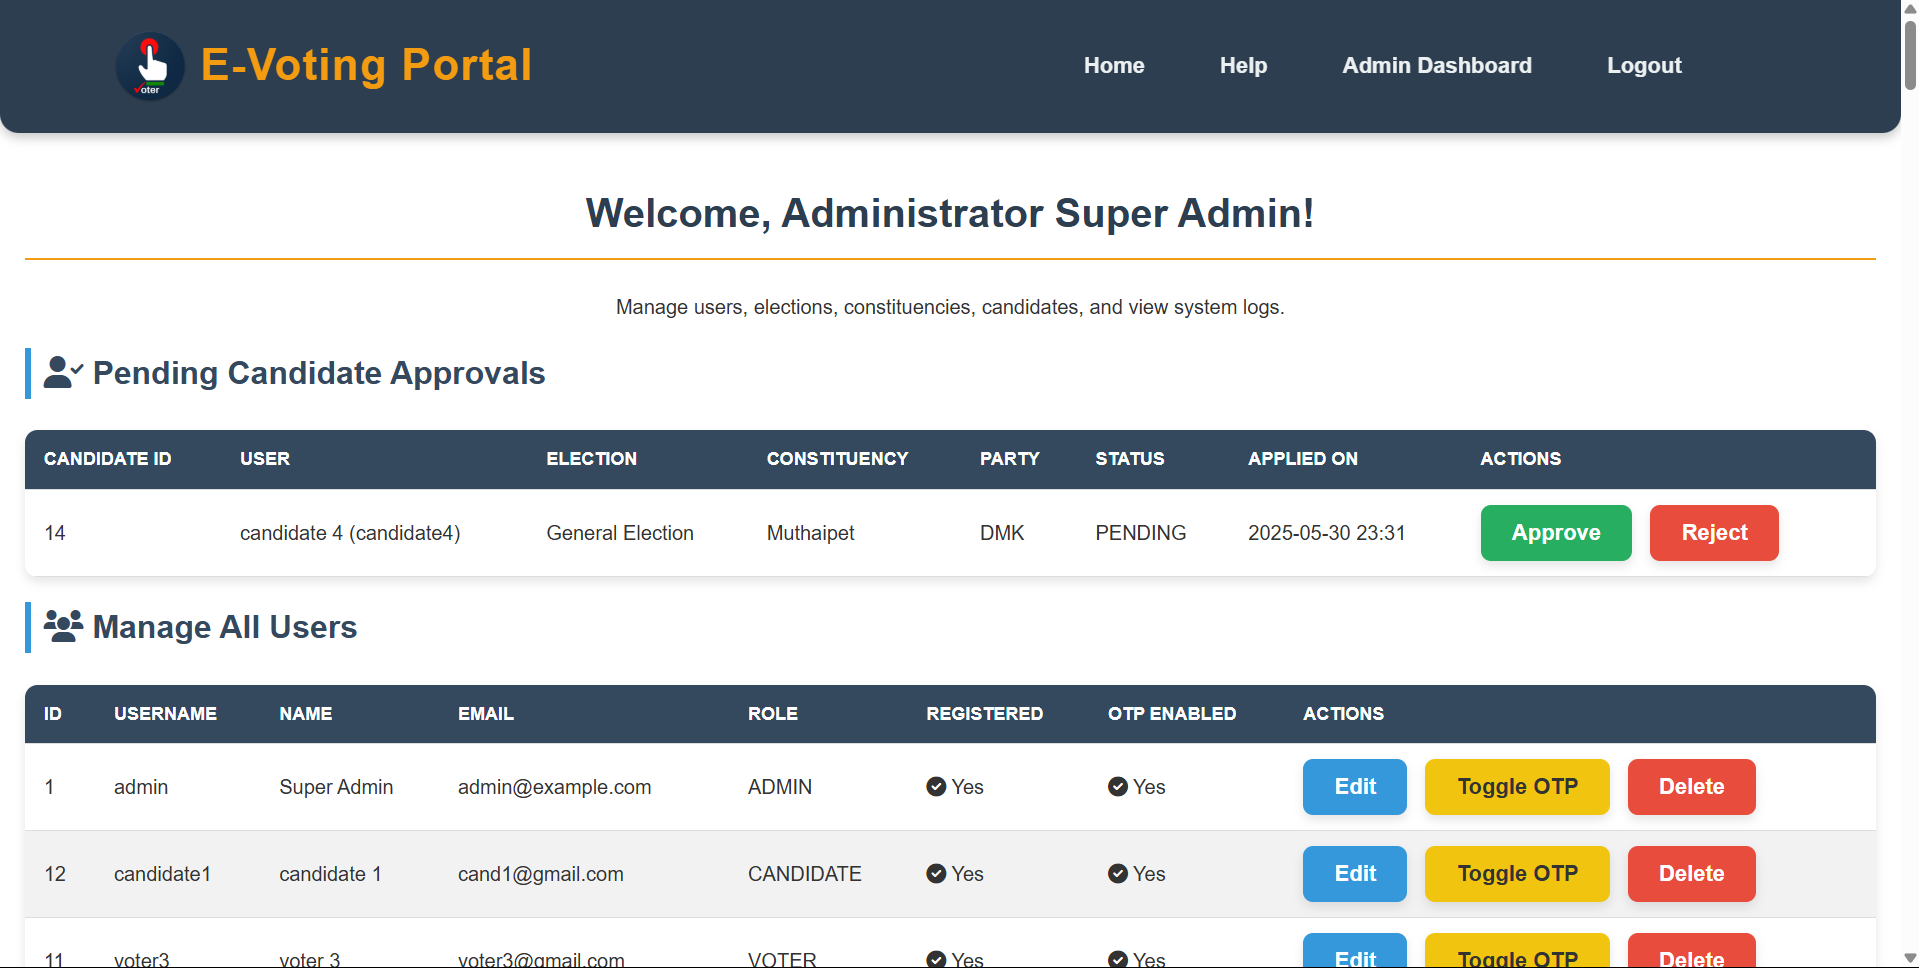 oter
E-Voting Portal
Home Help Admin Dashboard Logout
Welcome, Administrator Super Admin!
Manage users, elections, constituencies, candidates, and view system logs.
Pending Candidate Approvals
CANDIDATE ID USER ELECTION CONSTITUENCY PARTY STATUS APPLIED ON ACTIONS
14 candidate 4 (candidate4) General Election Muthaipet DMK PENDING 2025-05-30 23:31 Approve Reject
Manage All Users
ID USERNAME NAME EMAIL ROLE REGISTERED OTP ENABLED ACTIONS
1 admin Super Admin admin@example.com ADMIN Yes Yes Edit Toggle OTP Delete
12 candidate1 candidate 1 cand1@gmail.com CANDIDATE Yes Yes Edit Toggle OTP Delete
11 voter3 voter 3 voter3@gmail.com VOTER Yes Yes Edit Toggle OTP Delete